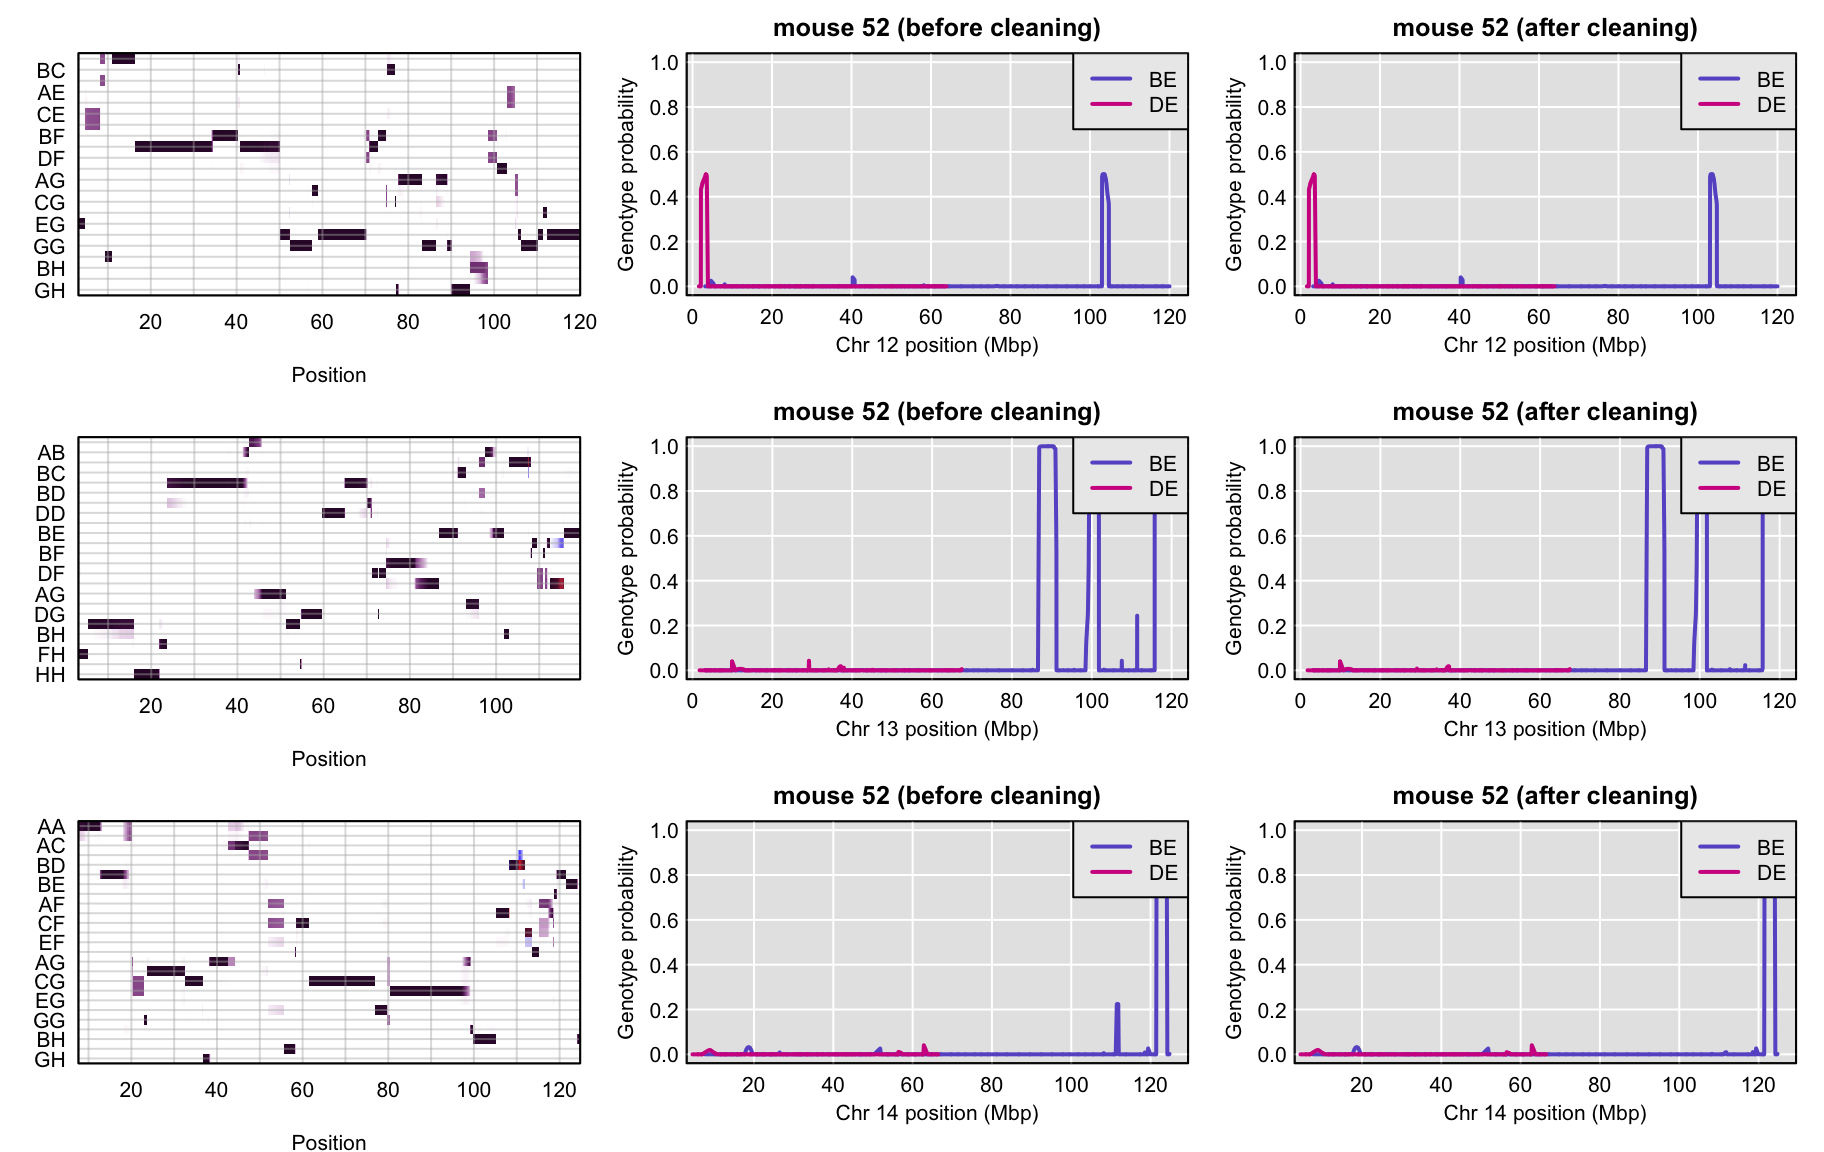 BC
AE
CE
BF
DF
AG
CG
EG
GG
BH
GH
20 40 60 80 100 120
Position
mouse 52 (before cleaning)
Genotype probability
1.0
0.8
0.6
0.4
0.2
0.0
BE
DE
0 20 40 60 80 100 120
Chr 12 position (Mbp)
mouse 52 (after cleaning)
Genotype probability
1.0
0.8
0.6
0.4
0.2
0.0
BE
DE
0 20 40 60 80 100 120
Chr 12 position (Mbp)
AB
BC
BD
DD
BE
BF
DF
AG
DG
BH
FH
HH
20 40 60 80 100
Position
mouse 52 (before cleaning)
Genotype probability
1.0
0.8
0.6
0.4
0.2
0.0
BE
DE
0 20 40 60 80 100 120
Chr 13 position (Mbp)
mouse 52 (after cleaning)
Genotype probability
1.0
0.8
0.6
0.4
0.2
0.0
BE
DE
0 20 40 60 80 100 120
Chr 13 position (Mbp)
AA
AC
BD
BE
AF
CF
EF
AG
CG
EG
GG
BH
GH
20 40 60 80 100 120
Position
mouse 52 (before cleaning)
Genotype probability
1.0
0.8
0.6
0.4
0.2
0.0
BE
DE
20 40 60 80 100 120
Chr 14 position (Mbp)
mouse 52 (after cleaning)
Genotype probability
1.0
0.8
0.6
0.4
0.2
0.0
BE
DE
20 40 60 80 100 120
Chr 14 position (Mbp)